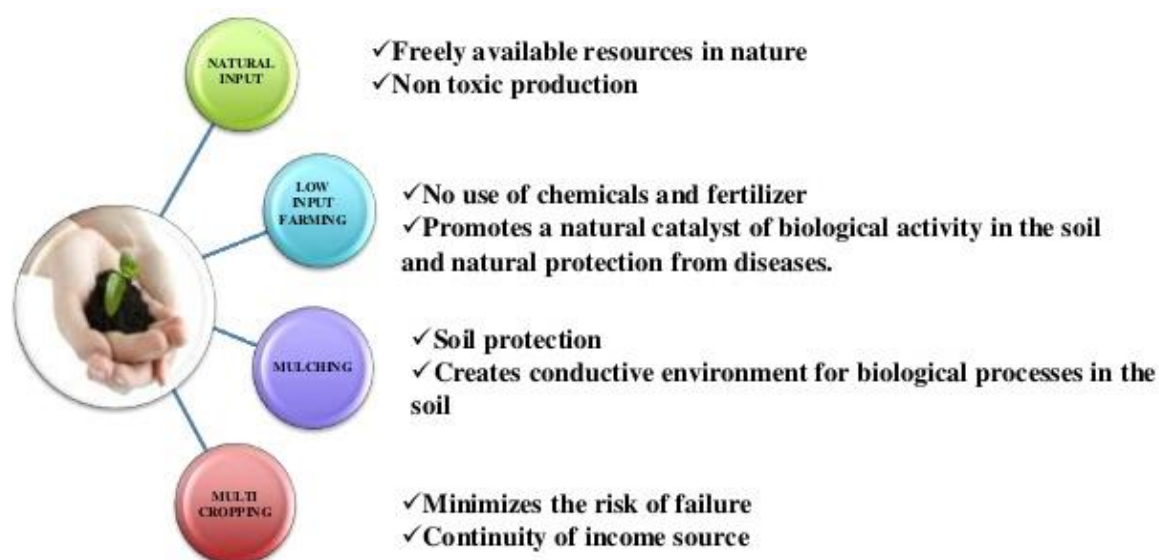 NATURAL
INPUT
✓Freely available resources in nature
✓Non toxic production
LOW
INPUT
FARMING
✓No use of chemicals and fertilizer
✓Promotes a natural catalyst of biological activity in the soil
and natural protection from diseases.
MULCHING
✓Soil protection
✓Creates conductive environment for biological processes in the
soil
MULTI
CROPPING
✓Minimizes the risk of failure
✓Continuity of income source